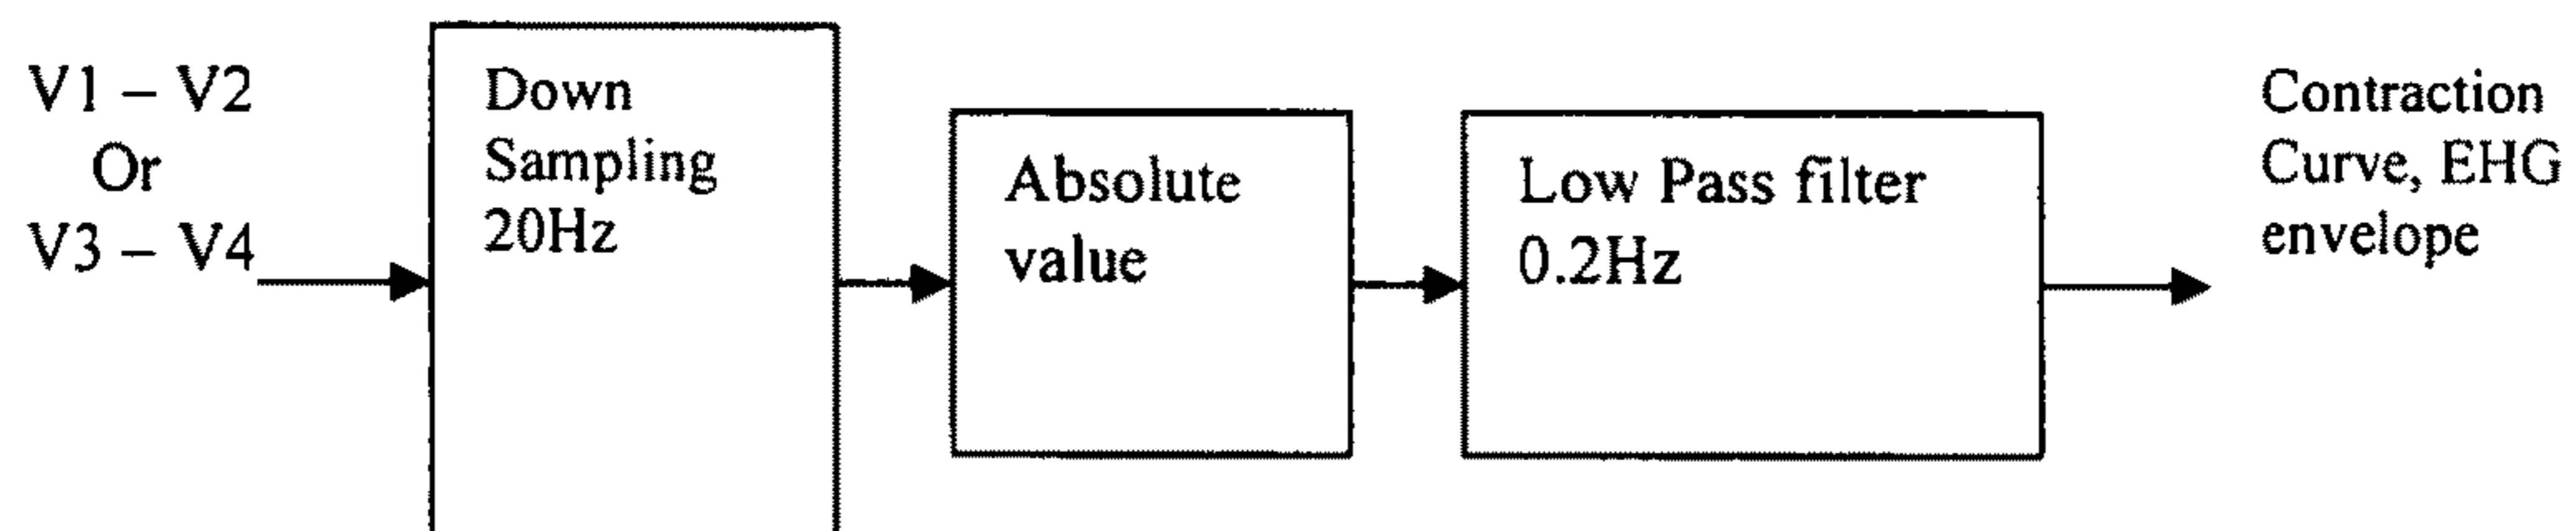 V1 – V2
Or
V3 – V4
Down
Sampling
20Hz
Absolute
value
Low Pass filter
0.2Hz
Contraction
Curve, EHG
envelope